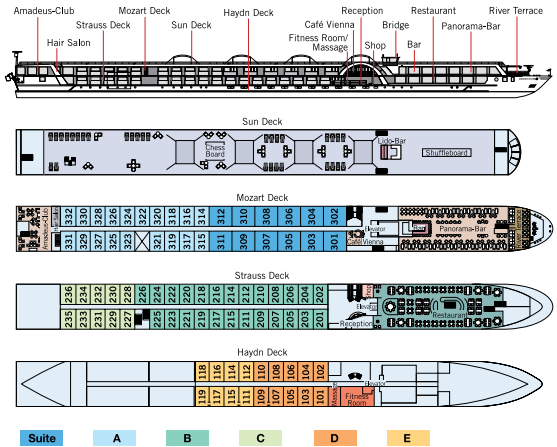 Amadeus-Club
Mozart Deck
Haydn Deck
Reception
Restaurant
River Terrace
Strauss Deck
Sun Deck
Café Vienna
Bridge
Panorama-Bar
Hair Salon
Fitness Room/
Massage
Shop
Bar
Sun Deck
Chess
Board
Lido-Bar
Shuffleboard
Mozart Deck
Amadeus-Club
332 330 328 326 324 322 320 318 316 314 312 310 308 306 304 302
331 329 327 325 323 321 319 317 315 311 309 307 305 303 301
Café Vienna
Elevator
Bar
Panorama-Bar
Strauss Deck
236 234 232 230 228 226 224 222 220 218 216 214 212 210 208 206 204 202
235 233 231 229 227 225 223 221 219 217 215 211 209 207 205 203 201
Shop
Elevator
Reception
Restaurant
Haydn Deck
118 116 114 112 110 108 106 104 102
119 117 115 111 109 107 105 103 101
Massage
Elevator
Fitness
Room
Suite
A
B
C
D
E